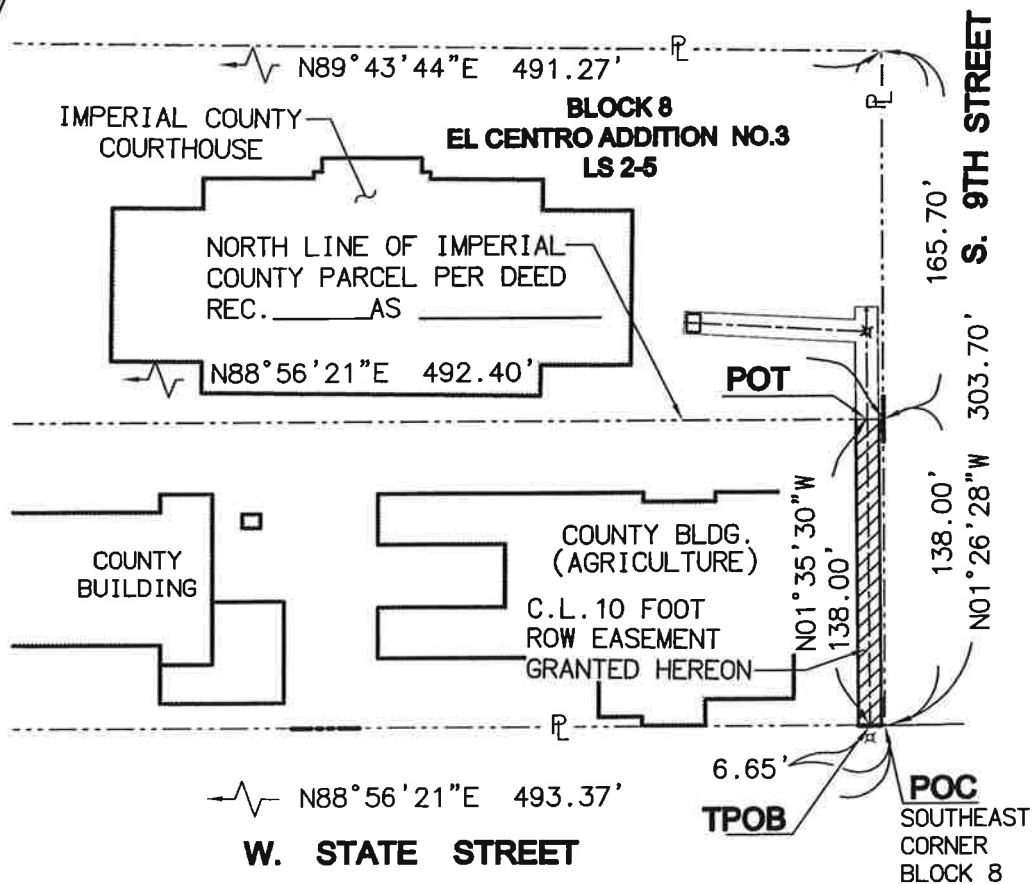 N89°43'44"E 491.27'
PL
PL
S. 9TH STREET
IMPERIAL COUNTY
COURTHOUSE
BLOCK 8
EL CENTRO ADDITION NO.3
LS 2-5
165.70'
NORTH LINE OF IMPERIAL
COUNTY PARCEL PER DEED
REC.______AS ____________
N88°56'21"E 492.40'
POT
N01°26'28"W 303.70'
138.00'
N01°35'30"W
138.00'
COUNTY
BUILDING
COUNTY BLDG.
(AGRICULTURE)
C.L. 10 FOOT
ROW EASEMENT
GRANTED HEREON
PL
6.65'
N88°56'21"E 493.37'
TPOB
POC
SOUTHEAST
CORNER
BLOCK 8
W. STATE STREET